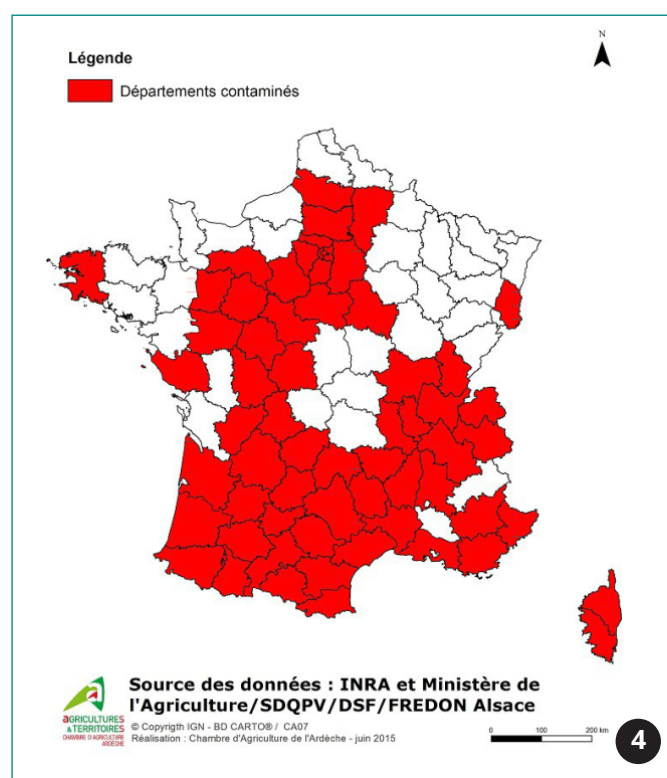 N
Légende
Départements contaminés
Source des données : INRA et Ministère de
l'Agriculture/SDQPV/DSF/FREDON Alsace
AGRICULTURES
& TERRITOIRES
CHAMBRE D'AGRICULTURE
ARDÈCHE
© Copyrigth IGN - BD CARTO® / CA07
Réalisation : Chambre d'Agriculture de l'Ardèche - juin 2015
0 100 200 km
4